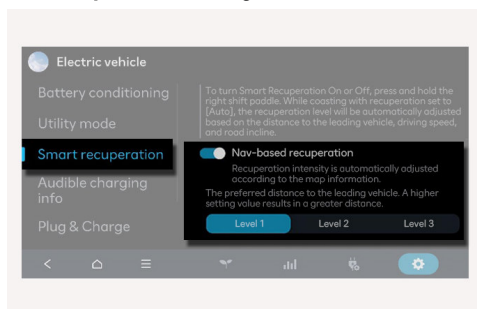 Electric vehicle
Battery conditioning
Utility mode
Smart recuperation
Audible charging
info
Plug & Charge
To turn Smart Recuperation On or Off, press and hold the
right shift paddle. While coasting with recuperation set to
[Auto], the recuperation level will be automatically adjusted
based on the distance to the leading vehicle, driving speed,
and road incline.
Nav-based recuperation
Recuperation intensity is automatically adjusted
according to the map information.
The preferred distance to the leading vehicle. A higher
setting value results in a greater distance.
Level 1 Level 2 Level 3